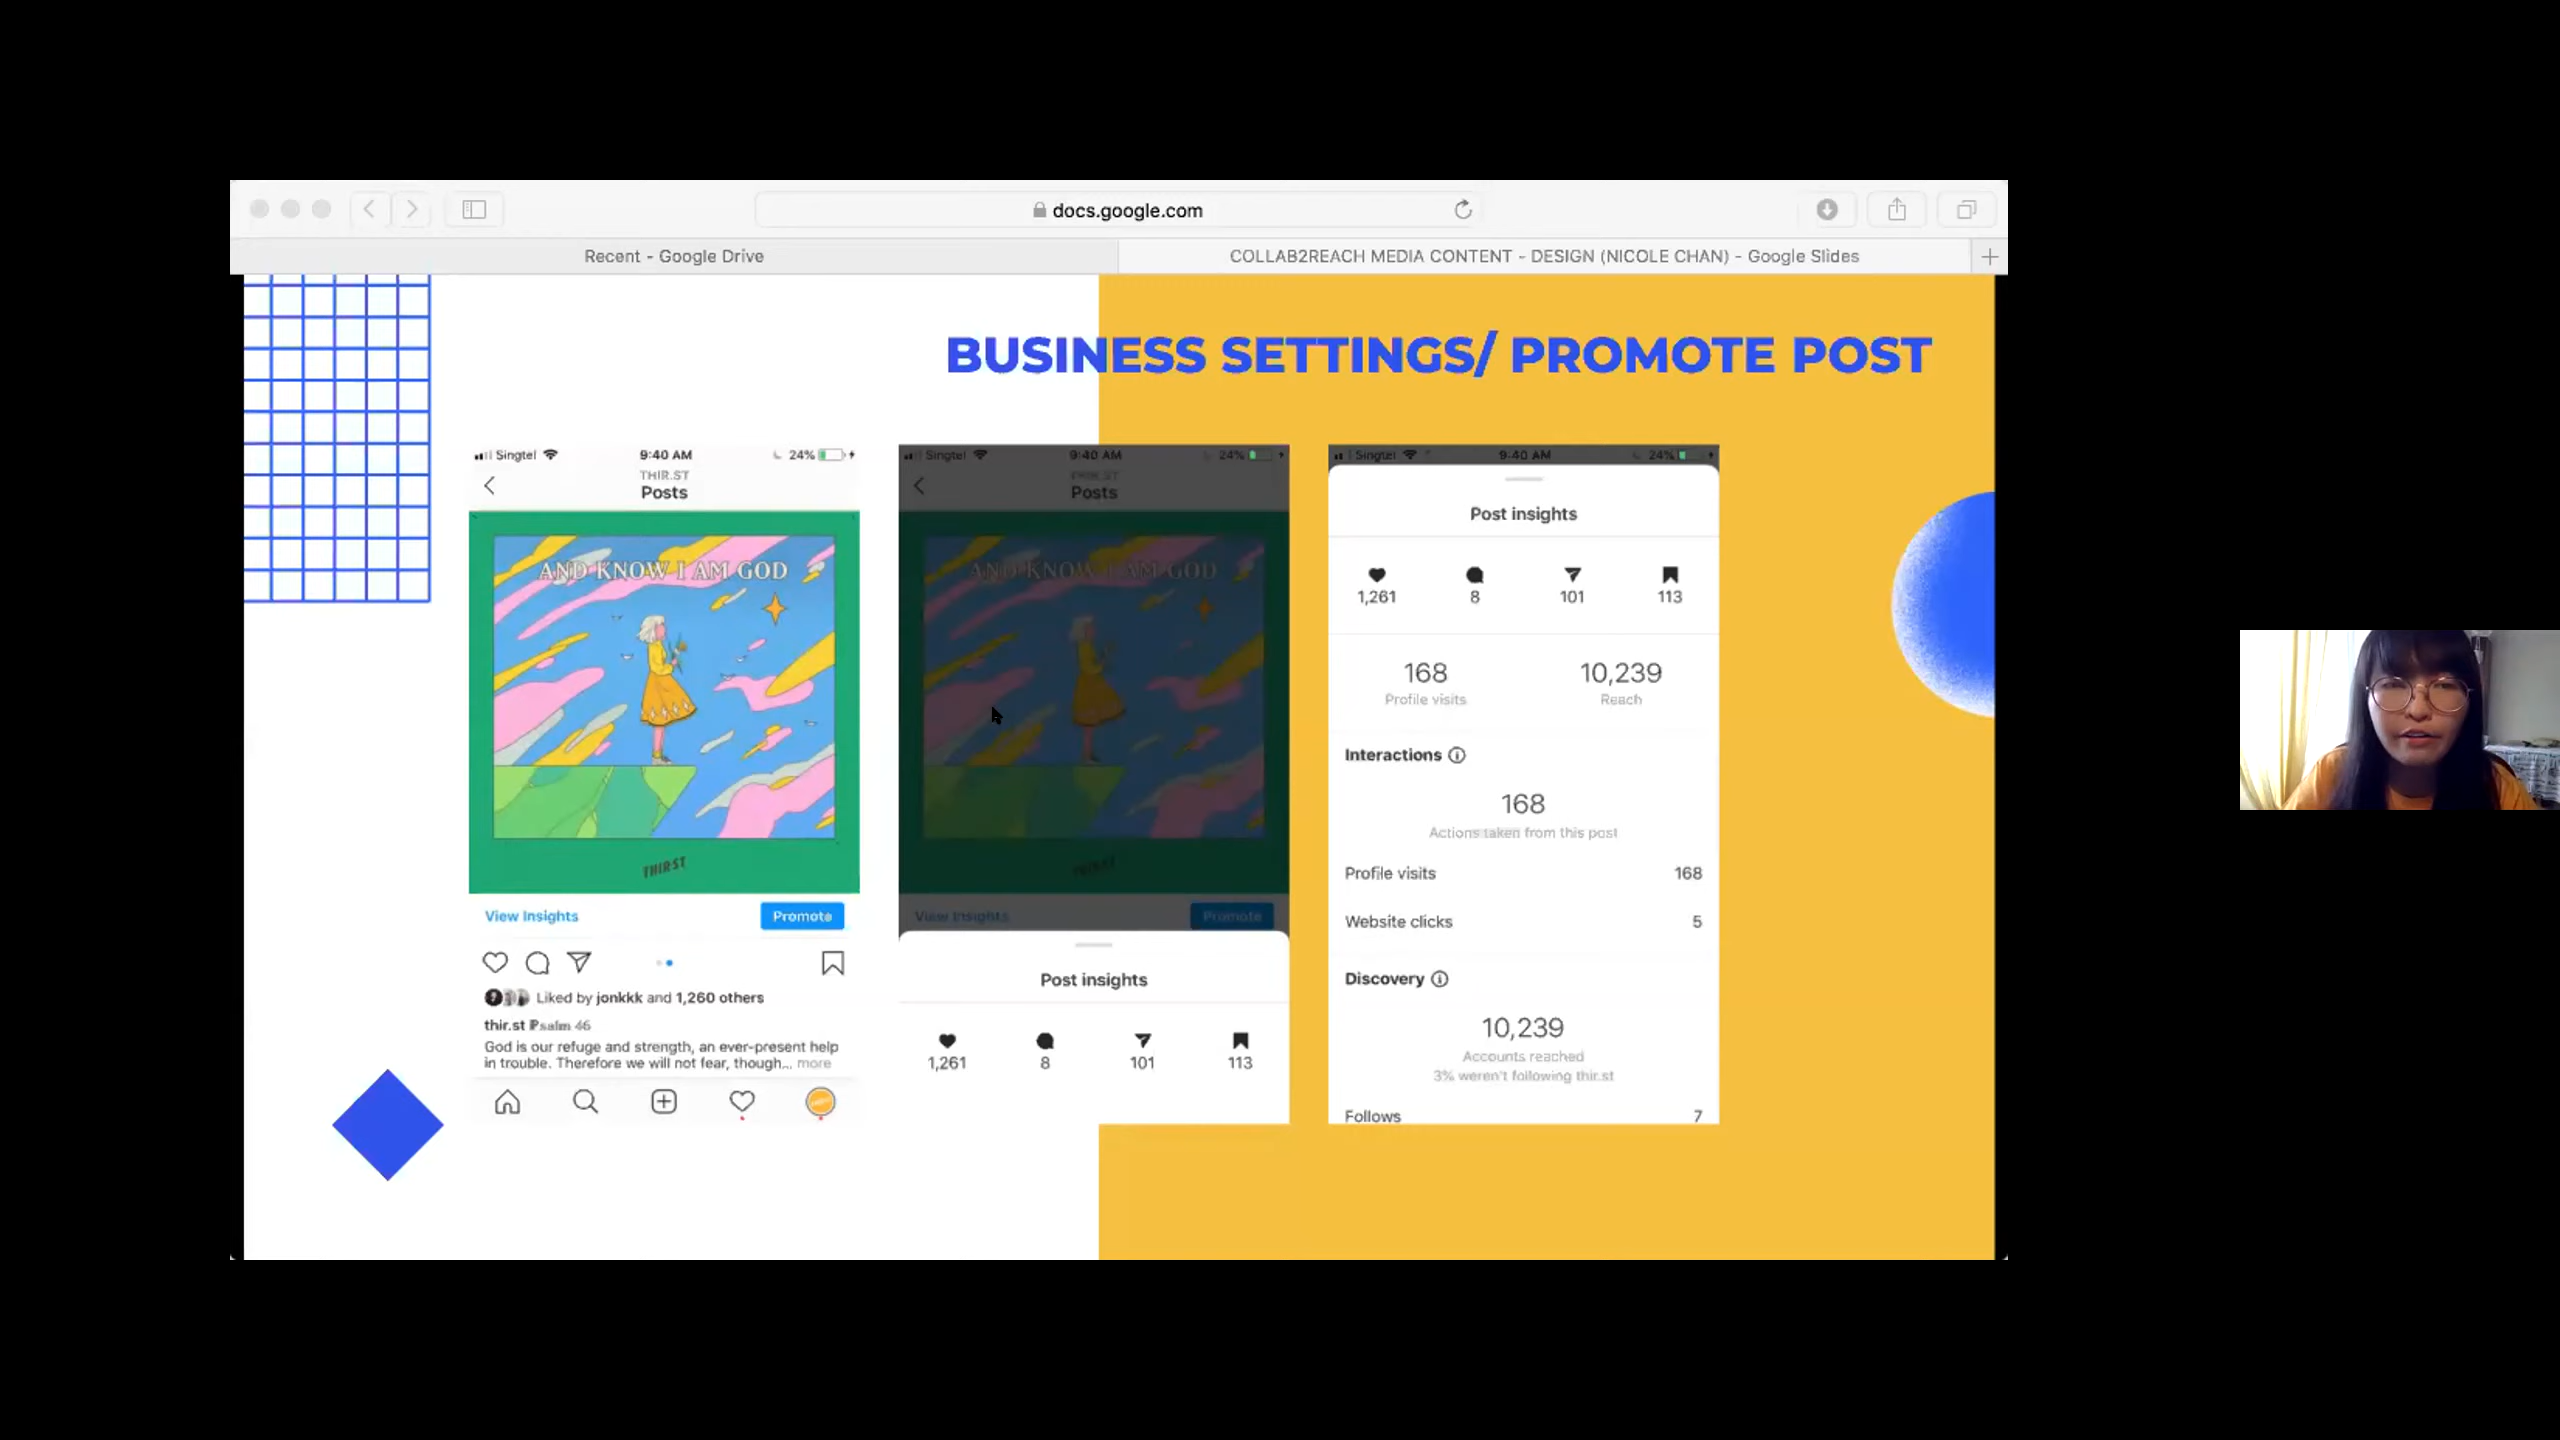 docs.google.com
Recent - Google Drive
COLLAB2REACH MEDIA CONTENT - DESIGN (NICOLE CHAN) - Google Slides
BUSINESS SETTINGS/ PROMOTE POST
Singtel
9:40 AM
24%
THIR.ST
Posts
AND KNOW I AM GOD
THIRST
View Insights
Promote
Liked by jonkkk and 1,260 others
thir.st Psalm 46
God is our refuge and strength, an ever-present help
in trouble. Therefore we will not fear, though... more
Singtel
9:40 AM
24%
THIR.ST
Posts
AND KNOW I AM GOD
THIRST
View Insights
Promote
Post insights
1,261
8
101
113
Singtel
9:40 AM
24%
Post insights
1,261
8
101
113
168
10,239
Profile visits
Reach
Interactions
168
Actions taken from this post
Profile visits
168
Website clicks
5
Discovery
10,239
Accounts reached
3% weren't following thir.st
Follows
7